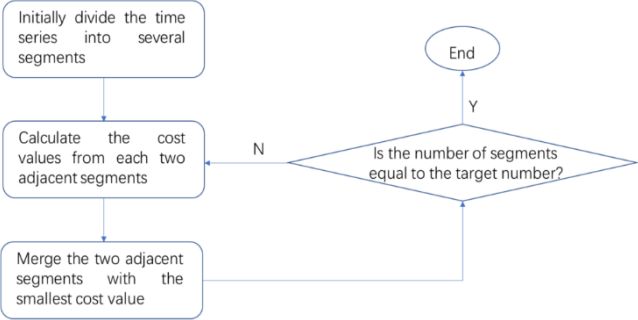 Initially divide the time
series into several
segments
End
Y
Calculate the cost
values from each two
adjacent segments
N
Is the number of segments
equal to the target number?
Merge the two adjacent
segments with the
smallest cost value